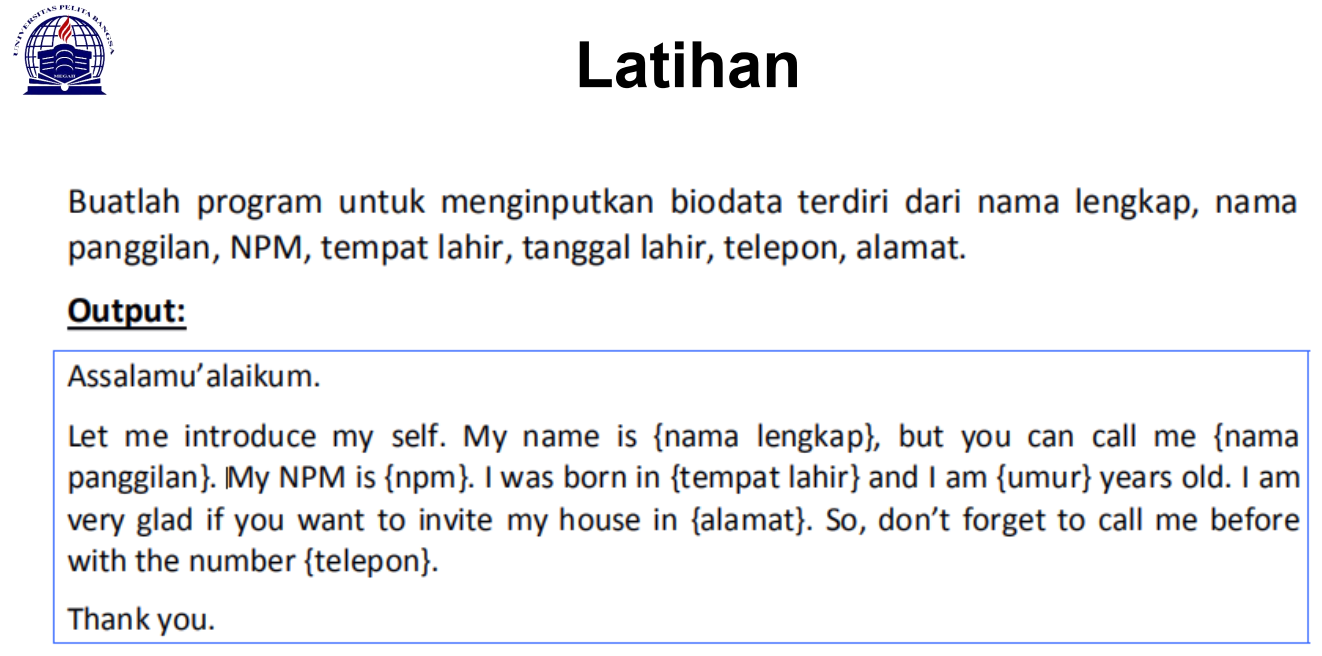 UNIVERSITAS PELITA BANGSA
MEGAH
Latihan
Buatlah program untuk menginputkan biodata terdiri dari nama lengkap, nama
panggilan, NPM, tempat lahir, tanggal lahir, telepon, alamat.
Output:
Assalamu’alaikum.
Let me introduce my self. My name is {nama lengkap}, but you can call me {nama
panggilan}. My NPM is {npm}. I was born in {tempat lahir} and I am {umur} years old. I am
very glad if you want to invite my house in {alamat}. So, don’t forget to call me before
with the number {telepon}.
Thank you.